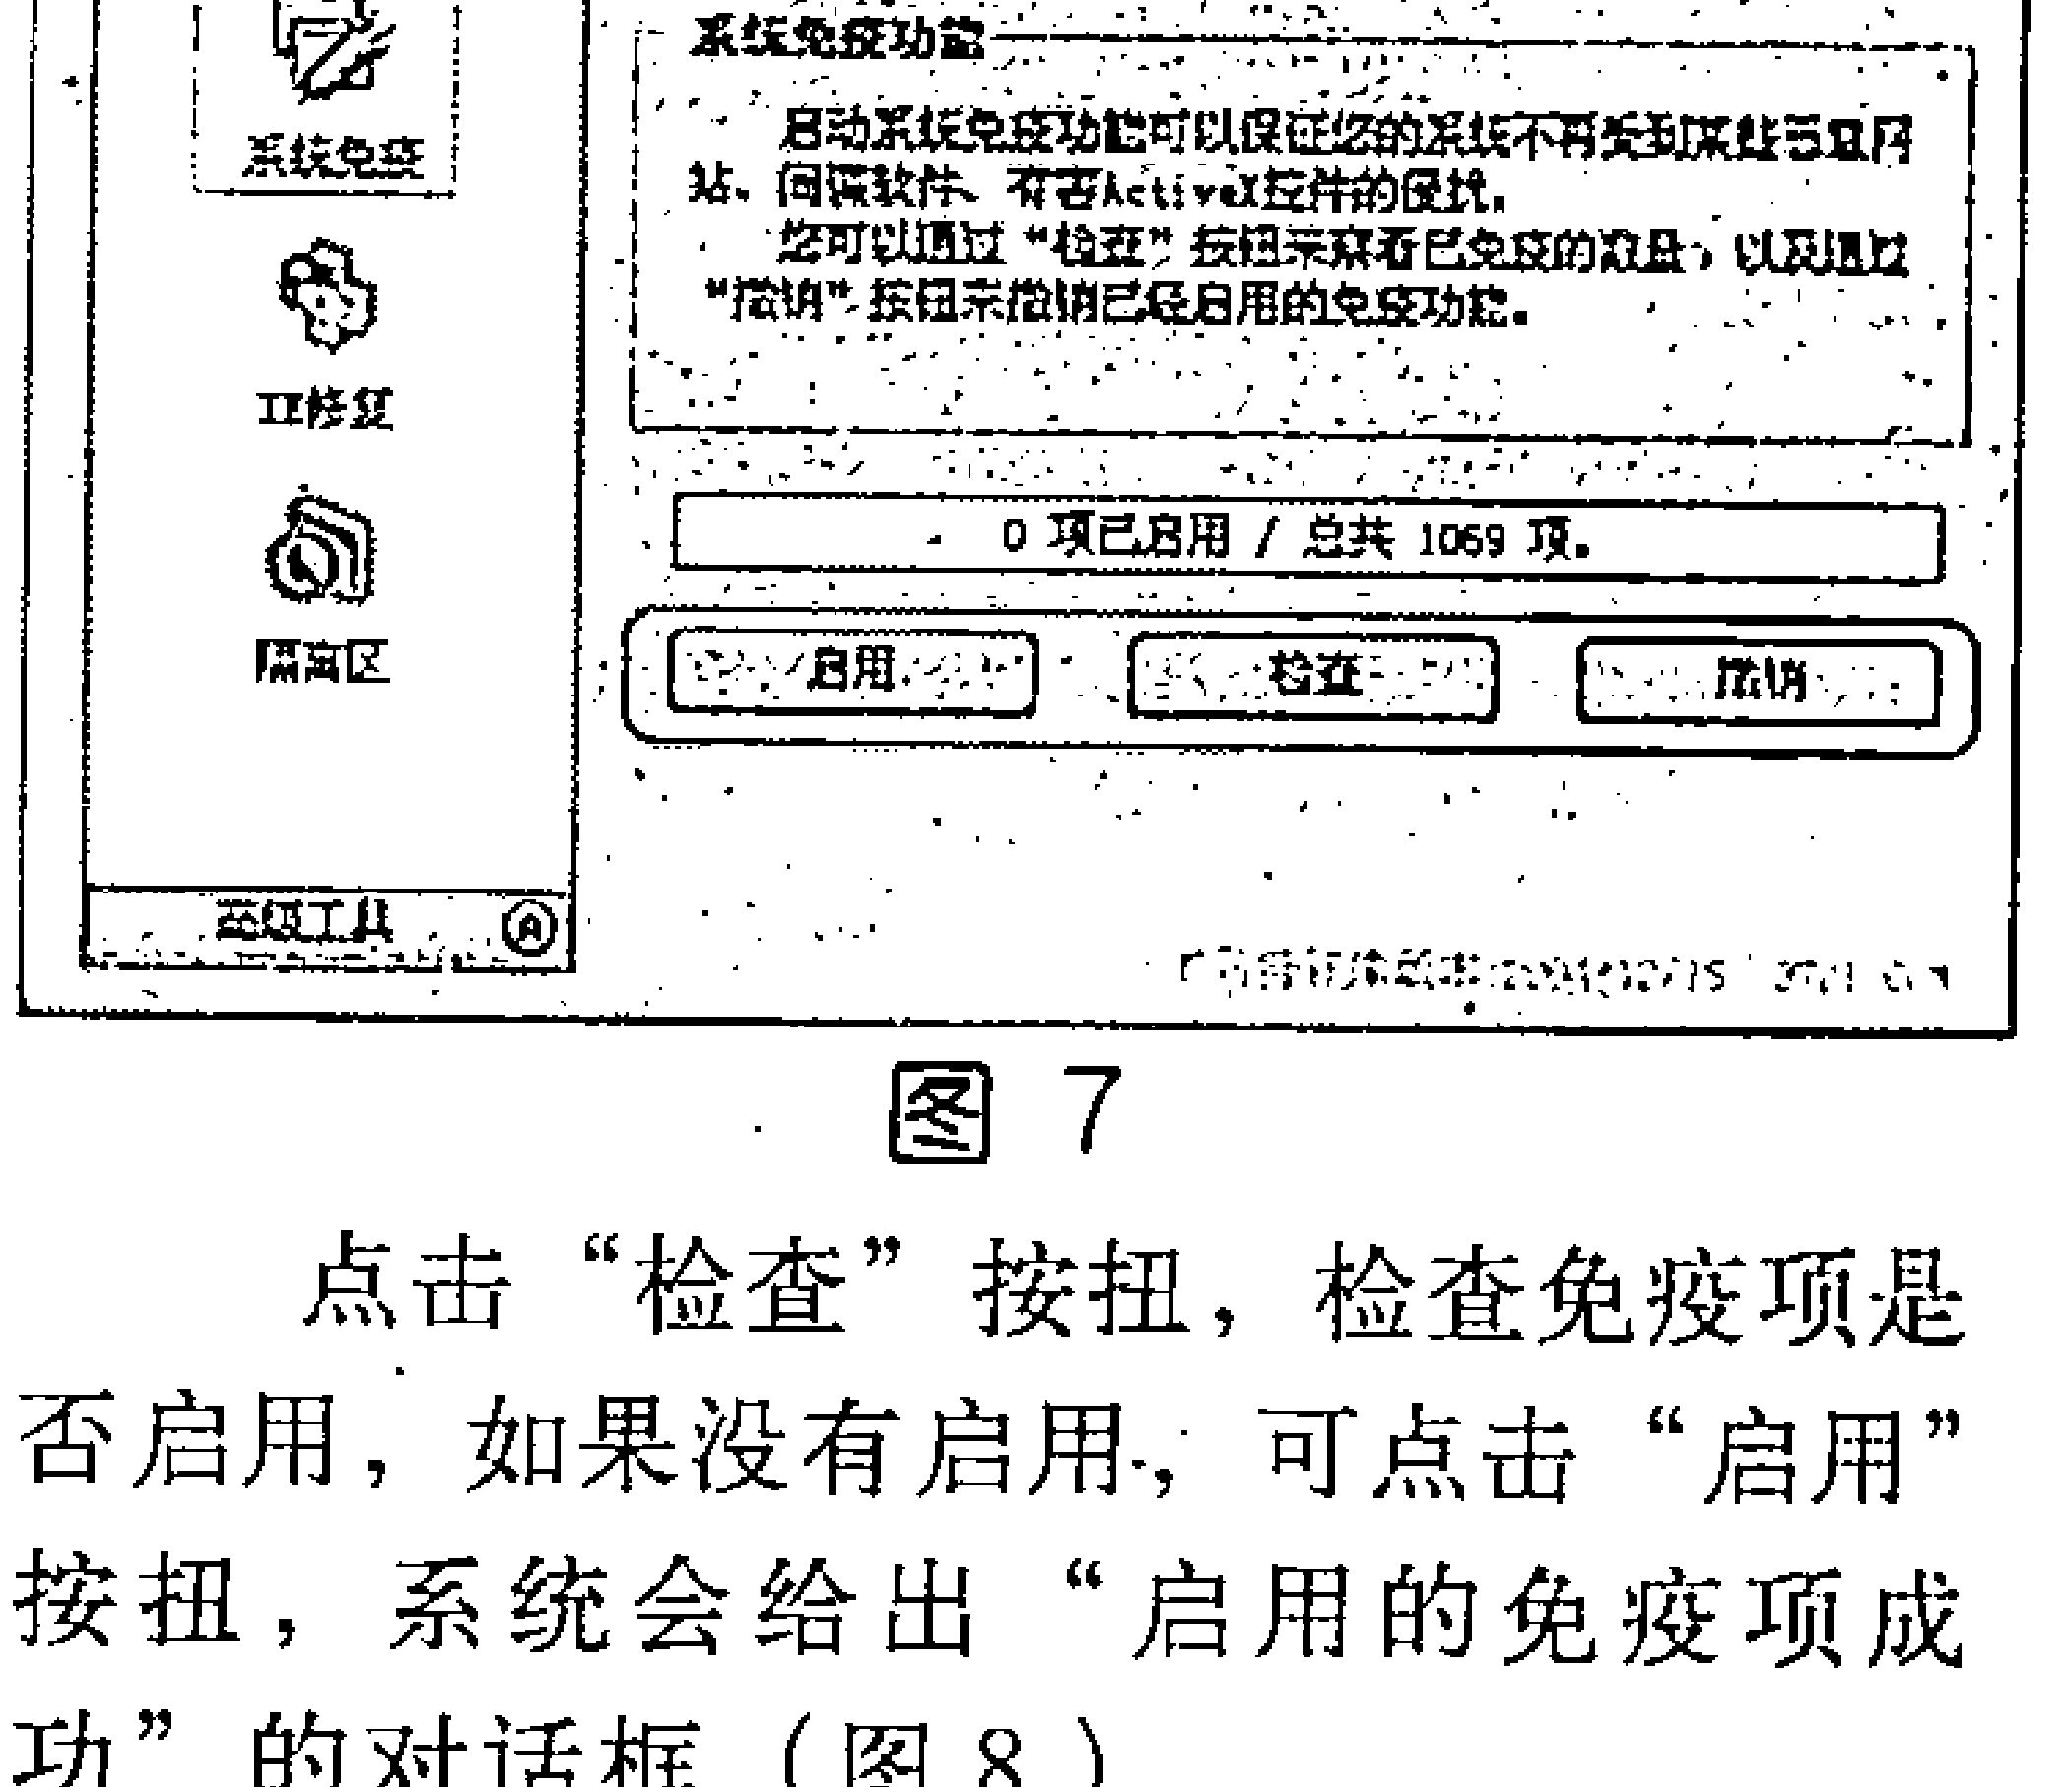 系统免疫功能
启动系统免疫功能可以保证您的系统不再受到某些恶意网
站、间谍软件、有害ActiveX控件的侵扰。
您可以通过“检查”按钮来察看已免疫的数量，以及通过
“撤销”按钮来撤销已经启用的免疫功能。
系统免疫
IE修复
隔离区
0 项已启用 / 总共 1069 项。
启用
检查
撤销
高级工具
图 7
点击“检查”按扭，检查免疫项是
否启用，如果没有启用，可点击“启用”
按扭，系统会给出“启用的免疫项成
功”的对话框（图8）